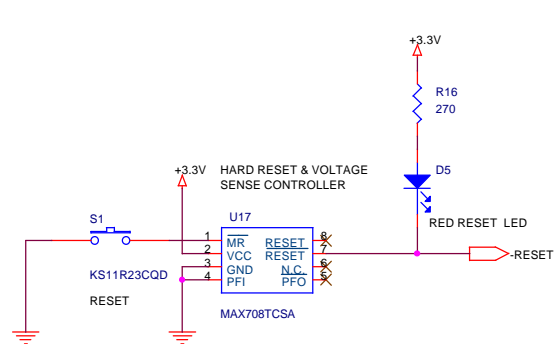 +3.3V
R16
270
+3.3V
HARD RESET & VOLTAGE
SENSE CONTROLLER
D5
S1
U17
RED RESET LED
1
MR
RESET
8
2
VCC
RESET
7
-RESET
3
GND
N.C.
6
4
PFI
PFO
5
KS11R23CQD
RESET
MAX708TCSA